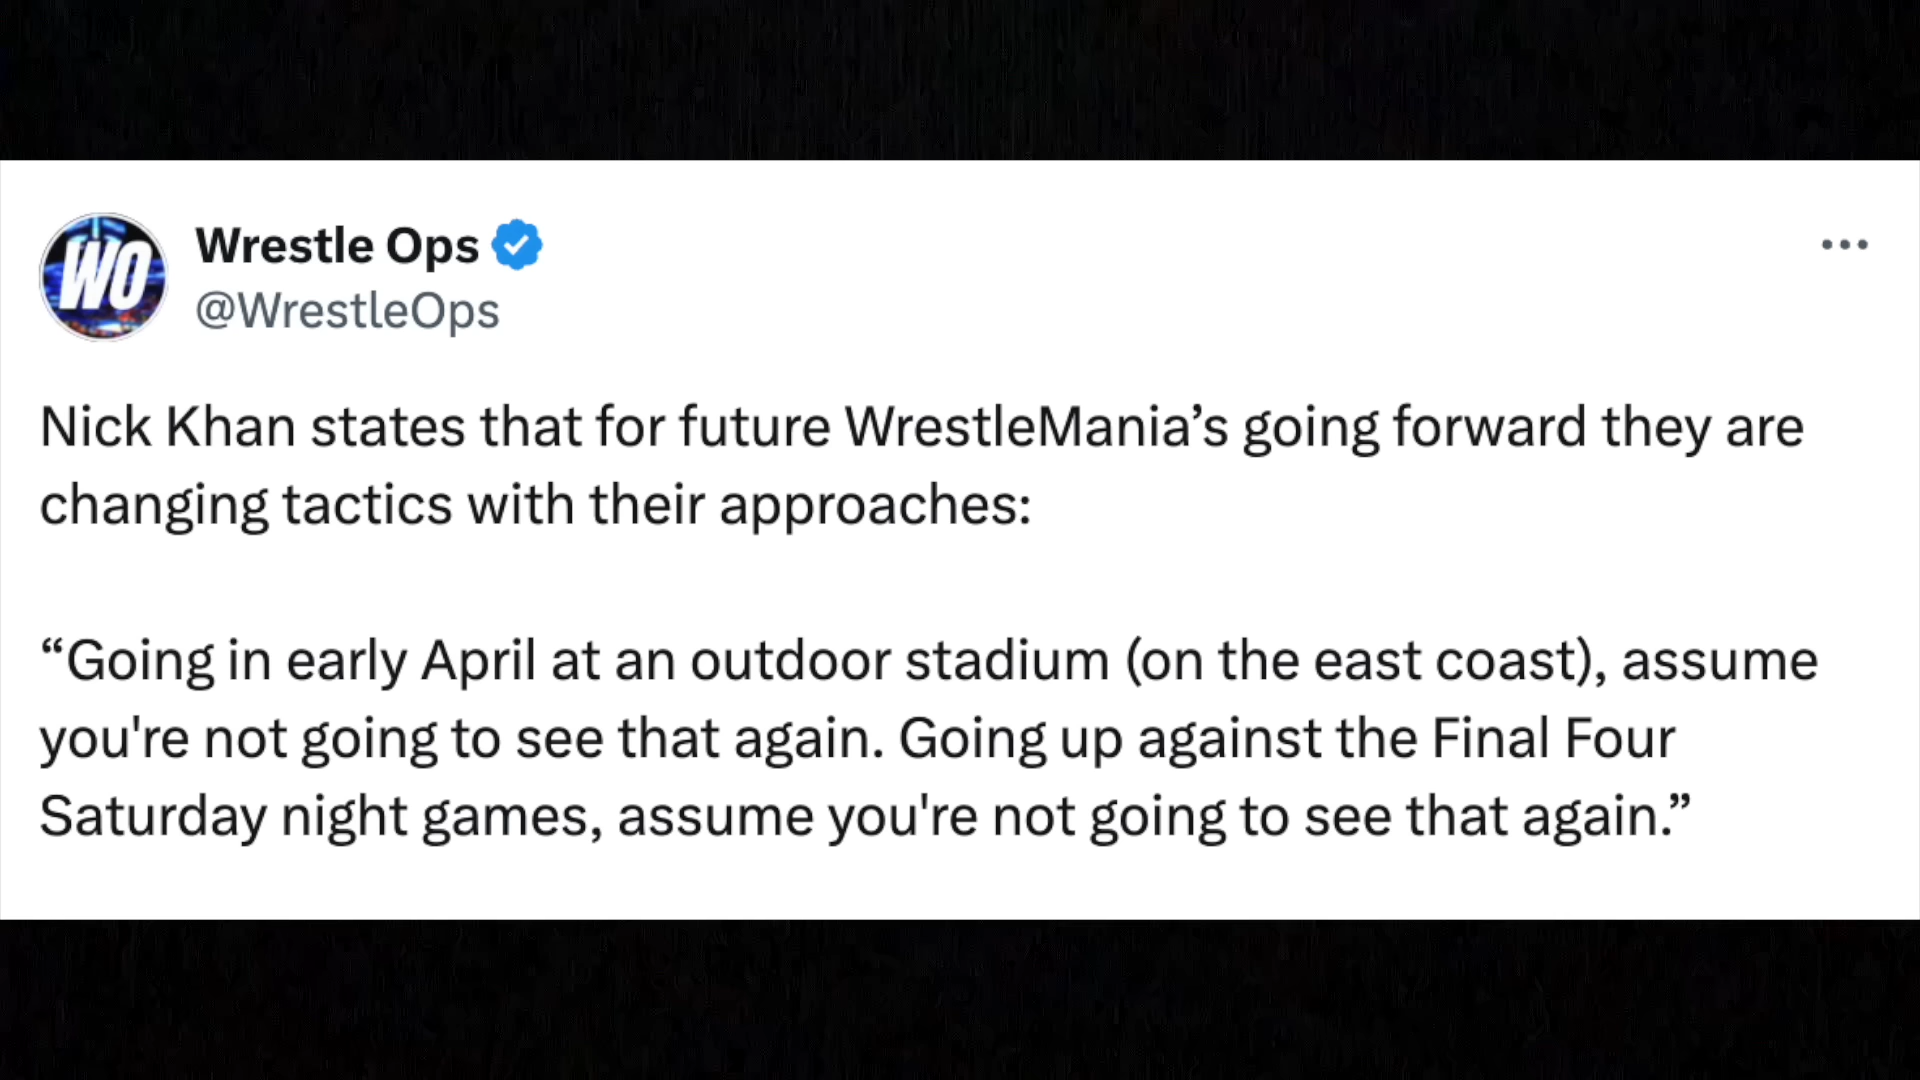 WO
Wrestle Ops
@WrestleOps
Nick Khan states that for future WrestleMania’s going forward they are
changing tactics with their approaches:
“Going in early April at an outdoor stadium (on the east coast), assume
you're not going to see that again. Going up against the Final Four
Saturday night games, assume you're not going to see that again.”